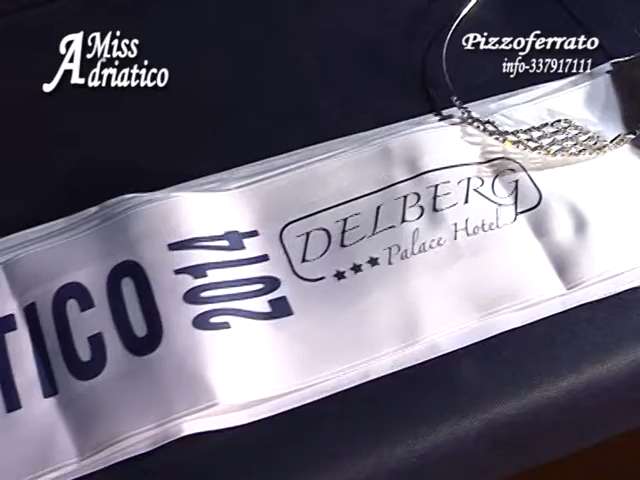 Miss
Adriatico
Pizzoferrato
info-337917111
TICO
2014
DELBERG
Palace Hotel